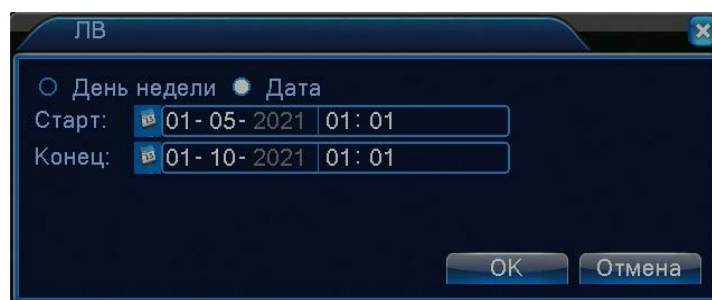 ЛВ
День недели Дата
Старт: 01-05-2021 01:01
Конец: 01-10-2021 01:01
OK Отмена